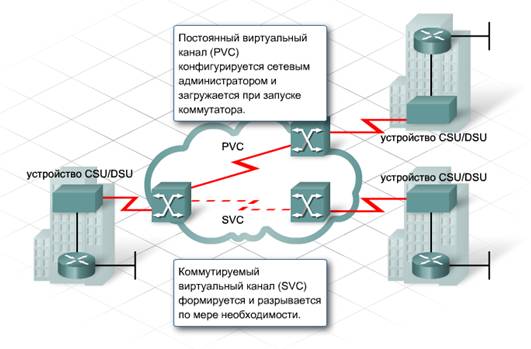 Постоянный виртуальный
канал (PVC)
конфигурируется сетевым
администратором и
загружается при запуске
коммутатора.
устройство CSU/DSU
PVC
устройство CSU/DSU
устройство CSU/DSU
SVC
Коммутируемый
виртуальный канал (SVC)
формируется и разрывается
по мере необходимости.